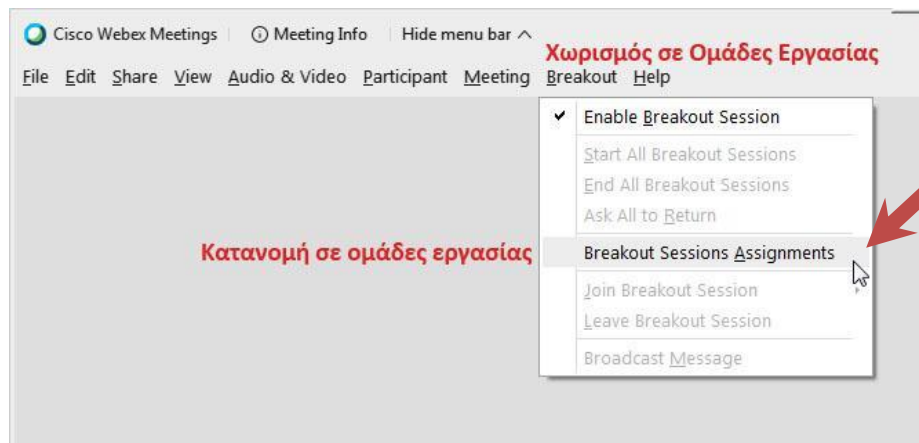 Cisco Webex Meetings Meeting Info Hide menu bar
Χωρισμός σε Ομάδες Εργασίας
File Edit Share View Audio & Video Participant Meeting Breakout Help
Enable Breakout Session
Start All Breakout Sessions
End All Breakout Sessions
Ask All to Return
Κατανομή σε ομάδες εργασίας
Breakout Sessions Assignments
Join Breakout Session
Leave Breakout Session
Broadcast Message